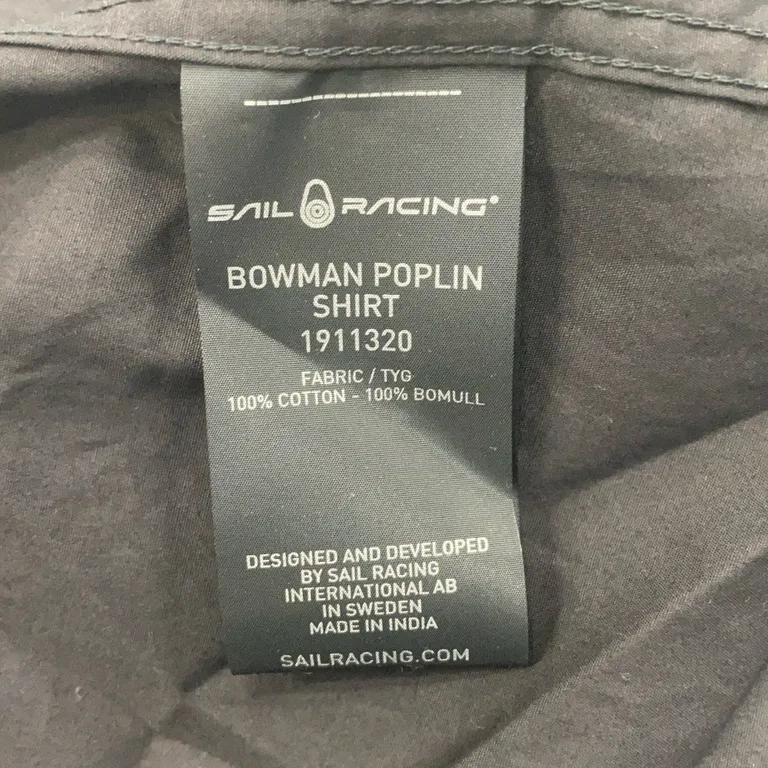 SAIL RACING®
BOWMAN POPLIN
SHIRT
1911320
FABRIC / TYG
100% COTTON - 100% BOMULL
DESIGNED AND DEVELOPED
BY SAIL RACING
INTERNATIONAL AB
IN SWEDEN
MADE IN INDIA
SAILRACING.COM